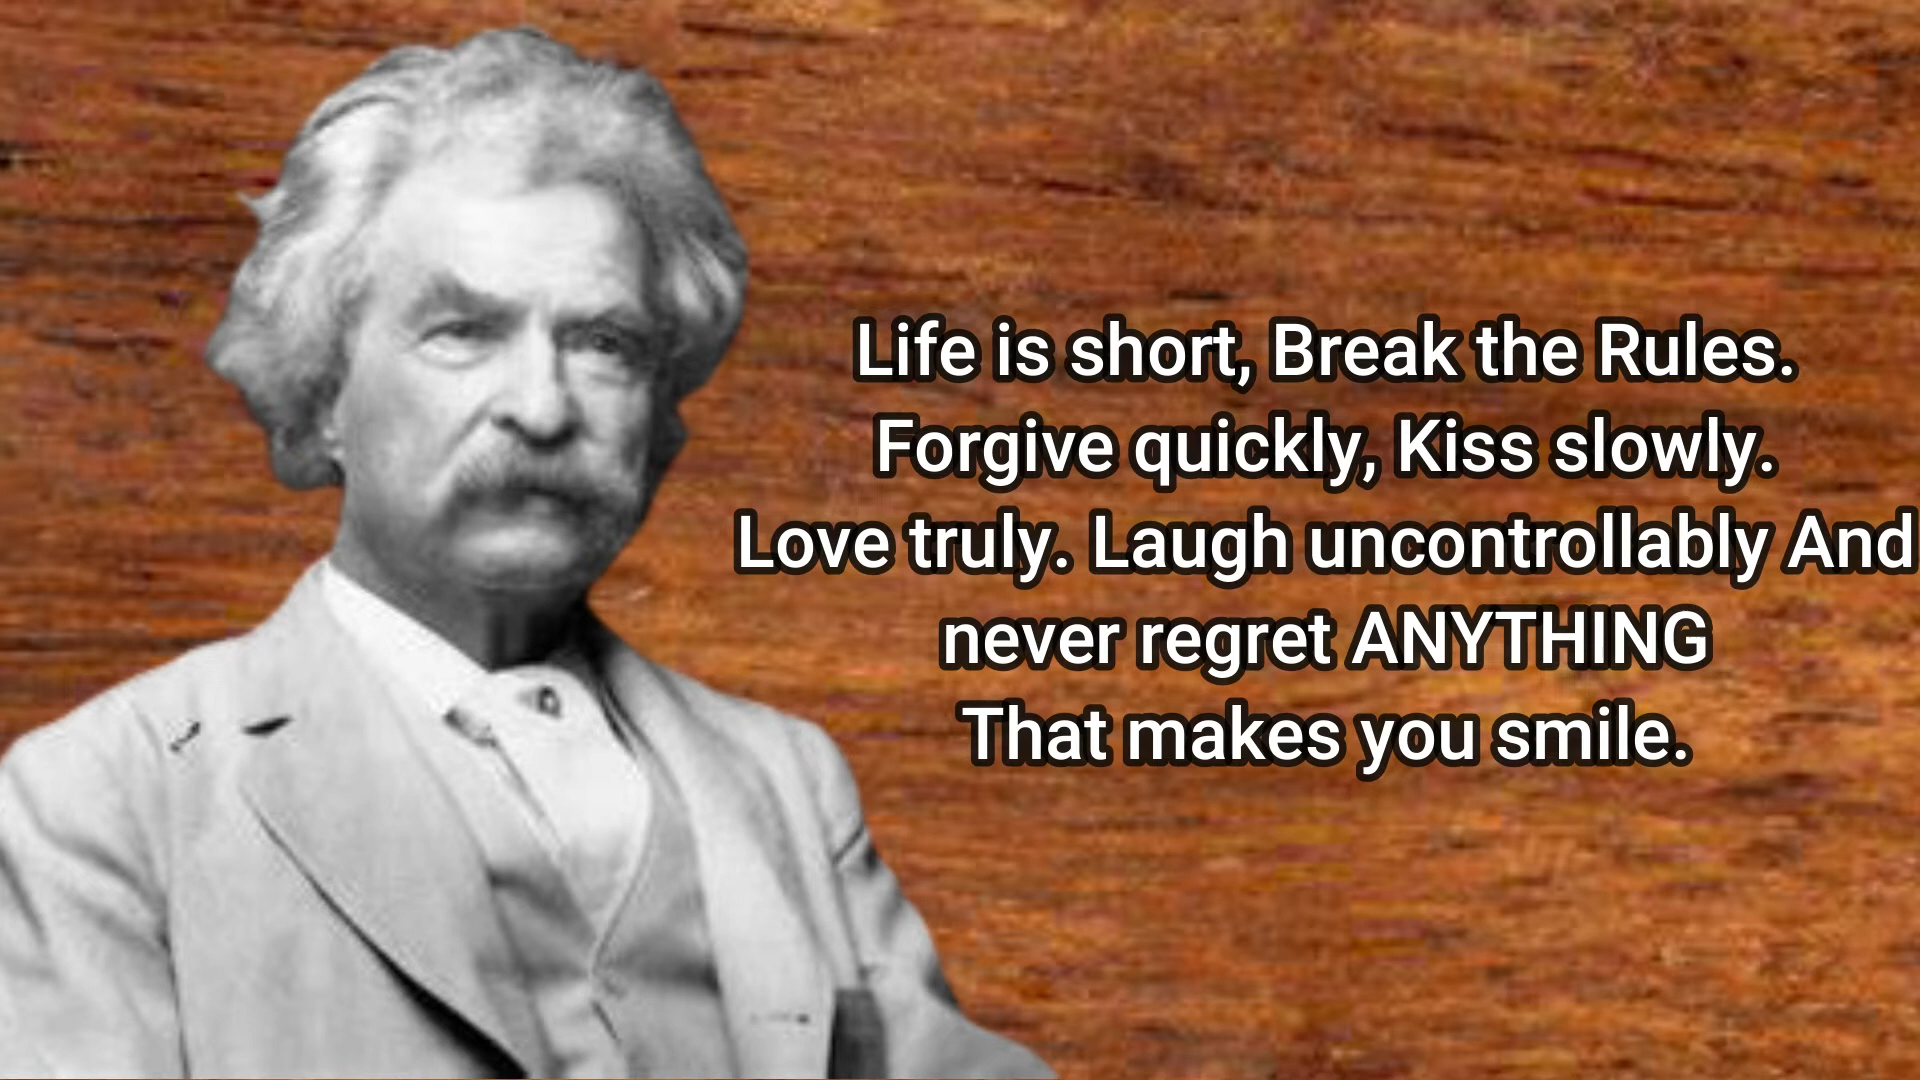 Life is short, Break the Rules.
Forgive quickly, Kiss slowly.
Love truly. Laugh uncontrollably And
never regret ANYTHING
That makes you smile.